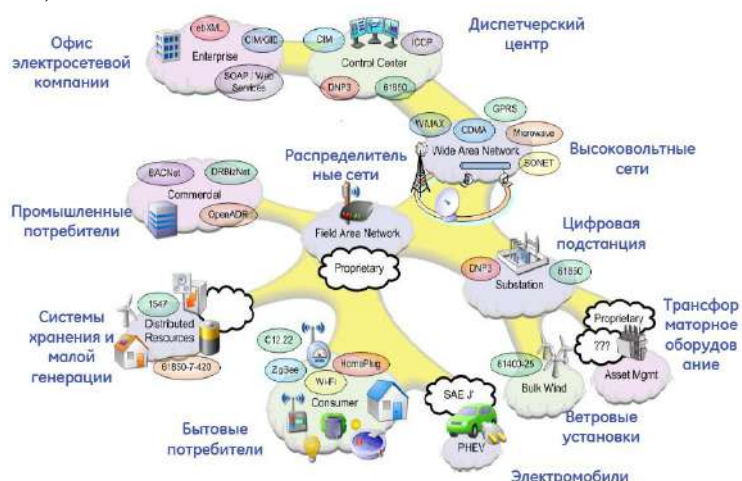 Офис
электросетевой
компании
ebXML
CIM/GID
Enterprise
SOAP / Web
Services
CIM
ICCP
Control Center
DNP3
61850
Диспетчерский
центр
GPRS
WiMAX
CDMA
Microwave
Wide Area Network
SONET
Высоковольтные
сети
Распределитель
ные сети
BACNet
DRBizNet
Commercial
OpenADR
Промышленные
потребители
Field Area Network
Proprietary
Цифровая
подстанция
DNP3
61850
Substation
1547
Distributed
Resources
61850-7-420
Системы
хранения и
малой
генерации
Proprietary
???
Asset Mgmt
Трансфор
маторное
оборудов
ание
C12.22
ZigBee
HomePlug
Wi-Fi
Consumer
Бытовые
потребители
SAE J'
PHEV
Электромобили
61400-25
Bulk Wind
Ветровые
установки